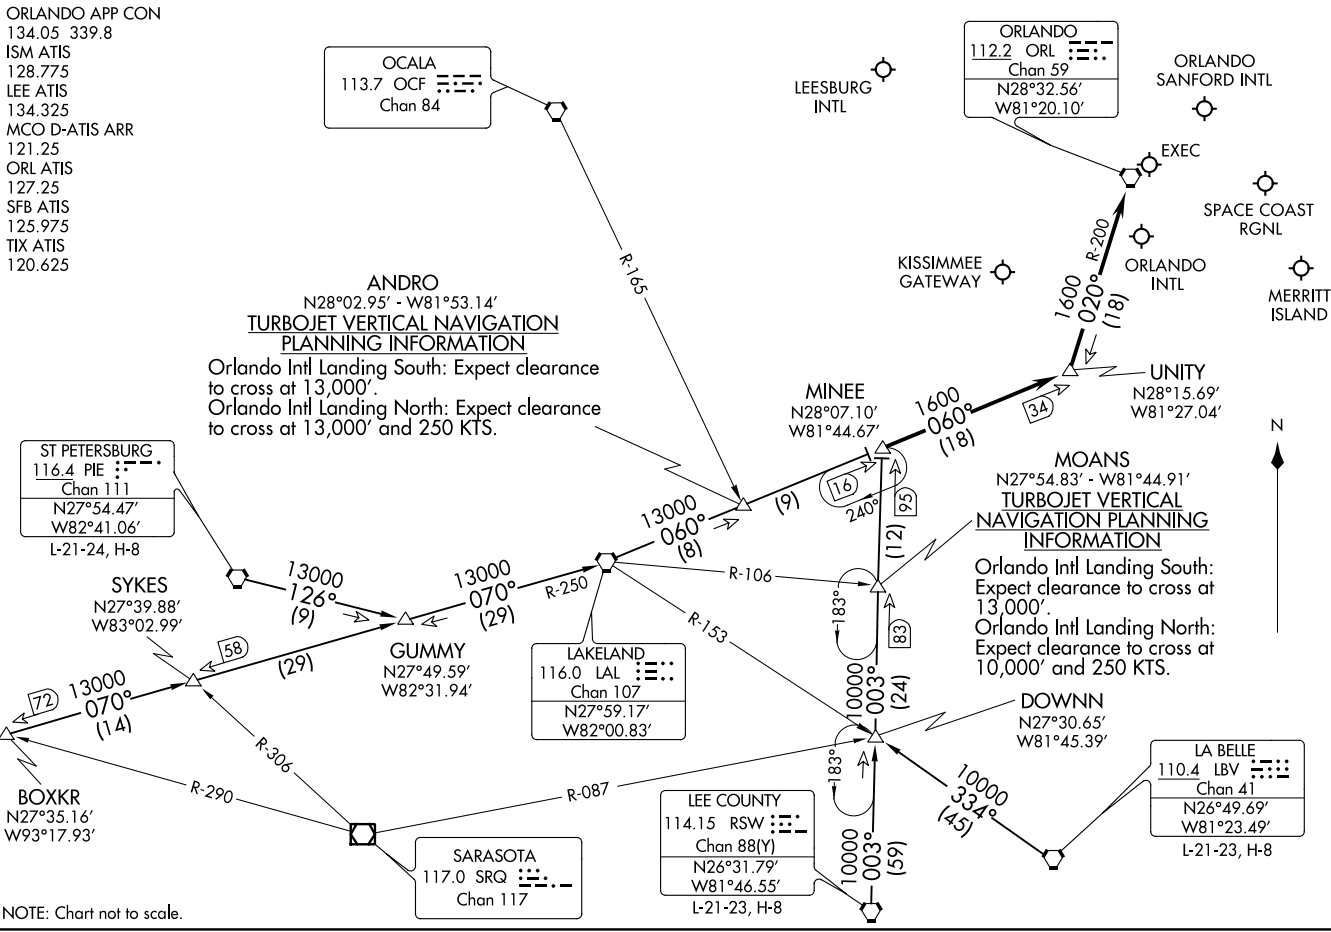 ORLANDO APP CON
134.05 339.8
ISM ATIS
128.775
LEE ATIS
134.325
MCO D-ATIS ARR
121.25
ORL ATIS
127.25
SFB ATIS
125.975
TIX ATIS
120.625
OCALA
113.7 OCF
Chan 84
LEESBURG
INTL
ORLANDO
112.2 ORL
Chan 59
N28°32.56'
W81°20.10'
ORLANDO
SANFORD INTL
EXEC
SPACE COAST
RGNL
ORLANDO
INTL
KISSIMMEE
GATEWAY
MERRITT
ISLAND
R-200
1600
020°
(18)
R-165
ANDRO
N28°02.95' - W81°53.14'
TURBOJET VERTICAL NAVIGATION
PLANNING INFORMATION
Orlando Intl Landing South: Expect clearance
to cross at 13,000'.
Orlando Intl Landing North: Expect clearance
to cross at 13,000' and 250 KTS.
MINEE
N28°07.10'
W81°44.67'
1600
060°
(18)
34
UNITY
N28°15.69'
W81°27.04'
N
ST PETERSBURG
116.4 PIE
Chan 111
N27°54.47'
W82°41.06'
L-21-24, H-8
13000
126°
(9)
13000
070°
(29)
R-250
13000
060°
(8)
(9)
16
240°
95
(12)
MOANS
N27°54.83' - W81°44.91'
TURBOJET VERTICAL
NAVIGATION PLANNING
INFORMATION
Orlando Intl Landing South:
Expect clearance to cross at
13,000'.
Orlando Intl Landing North:
Expect clearance to cross at
10,000' and 250 KTS.
SYKES
N27°39.88'
W83°02.99'
58
(29)
GUMMY
N27°49.59'
W82°31.94'
LAKELAND
116.0 LAL
Chan 107
N27°59.17'
W82°00.83'
R-106
R-153
183°
83
10000
003°
(24)
72
13000
070°
(14)
BOXKR
N27°35.16'
W93°17.93'
R-306
R-290
R-087
183°
DOWNN
N27°30.65'
W81°45.39'
SARASOTA
117.0 SRQ
Chan 117
LEE COUNTY
114.15 RSW
Chan 88(Y)
N26°31.79'
W81°46.55'
L-21-23, H-8
10000
003°
(59)
10000
334°
(45)
LA BELLE
110.4 LBV
Chan 41
N26°49.69'
W81°23.49'
L-21-23, H-8
NOTE: Chart not to scale.